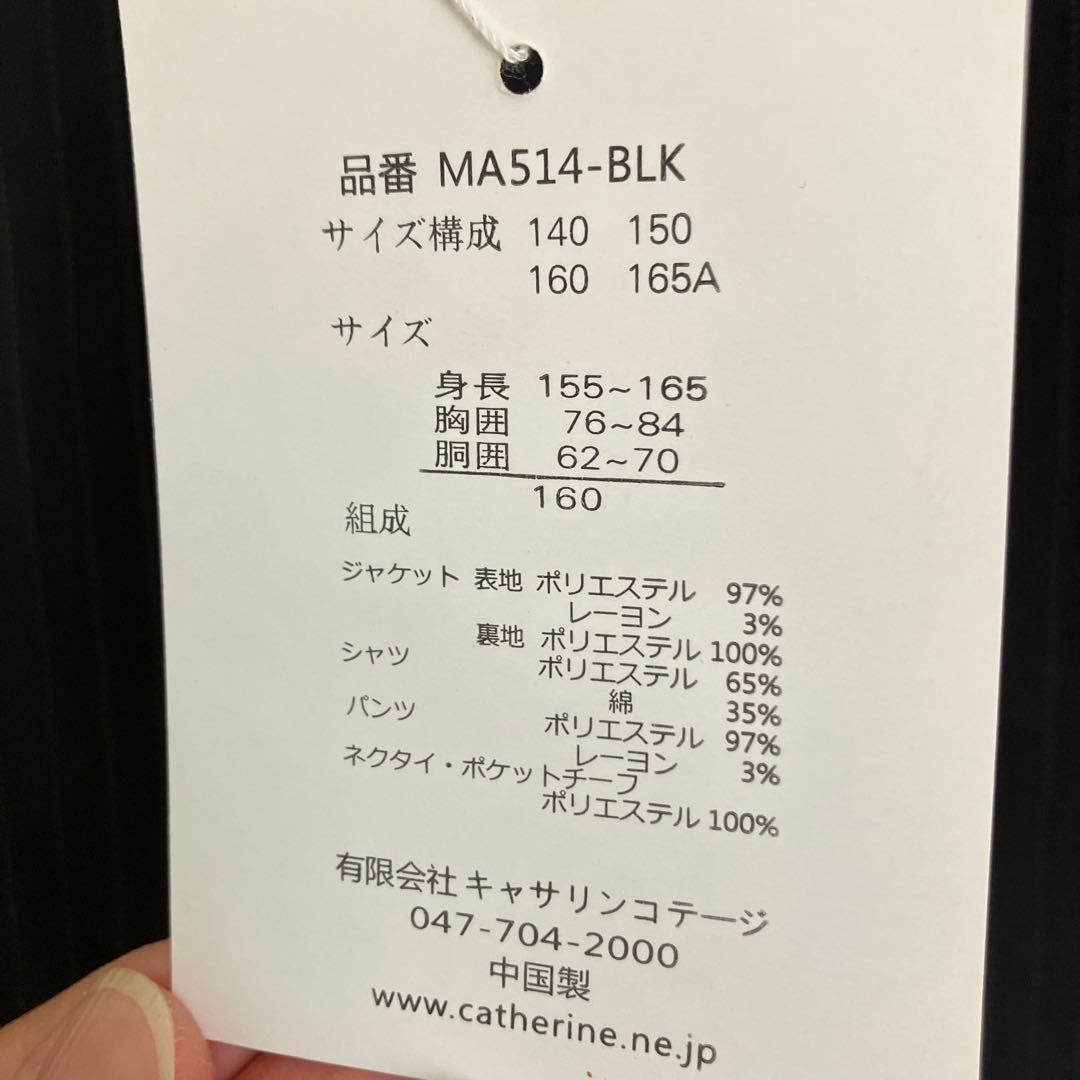 品番 MA514-BLK
サイズ構成 140 150
160 165A
サイズ
身長 155~165
胸囲 76~84
胴囲 62~70
160
組成
ジャケット 表地 ポリエステル 97%
レーヨン 3%
裏地 ポリエステル 100%
シャツ ポリエステル 65%
綿 35%
パンツ ポリエステル 97%
レーヨン 3%
ネクタイ・ポケットチーフ
ポリエステル 100%
有限会社 キャサリンコテージ
047-704-2000
中国製
www.catherine.ne.jp